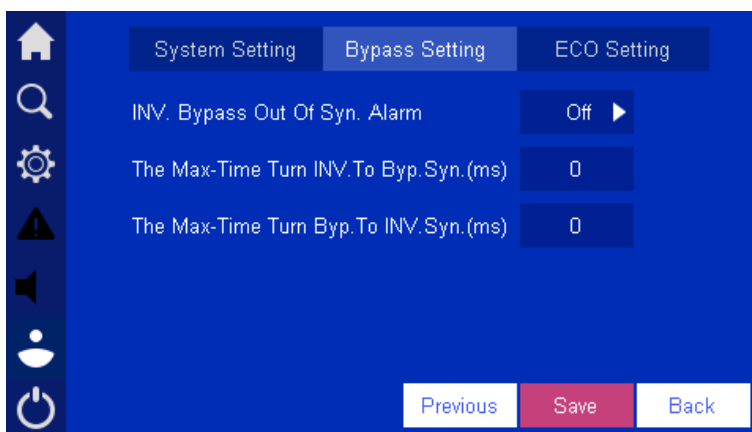 System Setting Bypass Setting ECO Setting
INV. Bypass Out Of Syn. Alarm Off
The Max-Time Turn INV.To Byp.Syn.(ms) 0
The Max-Time Turn Byp.To INV.Syn.(ms) 0
Previous Save Back